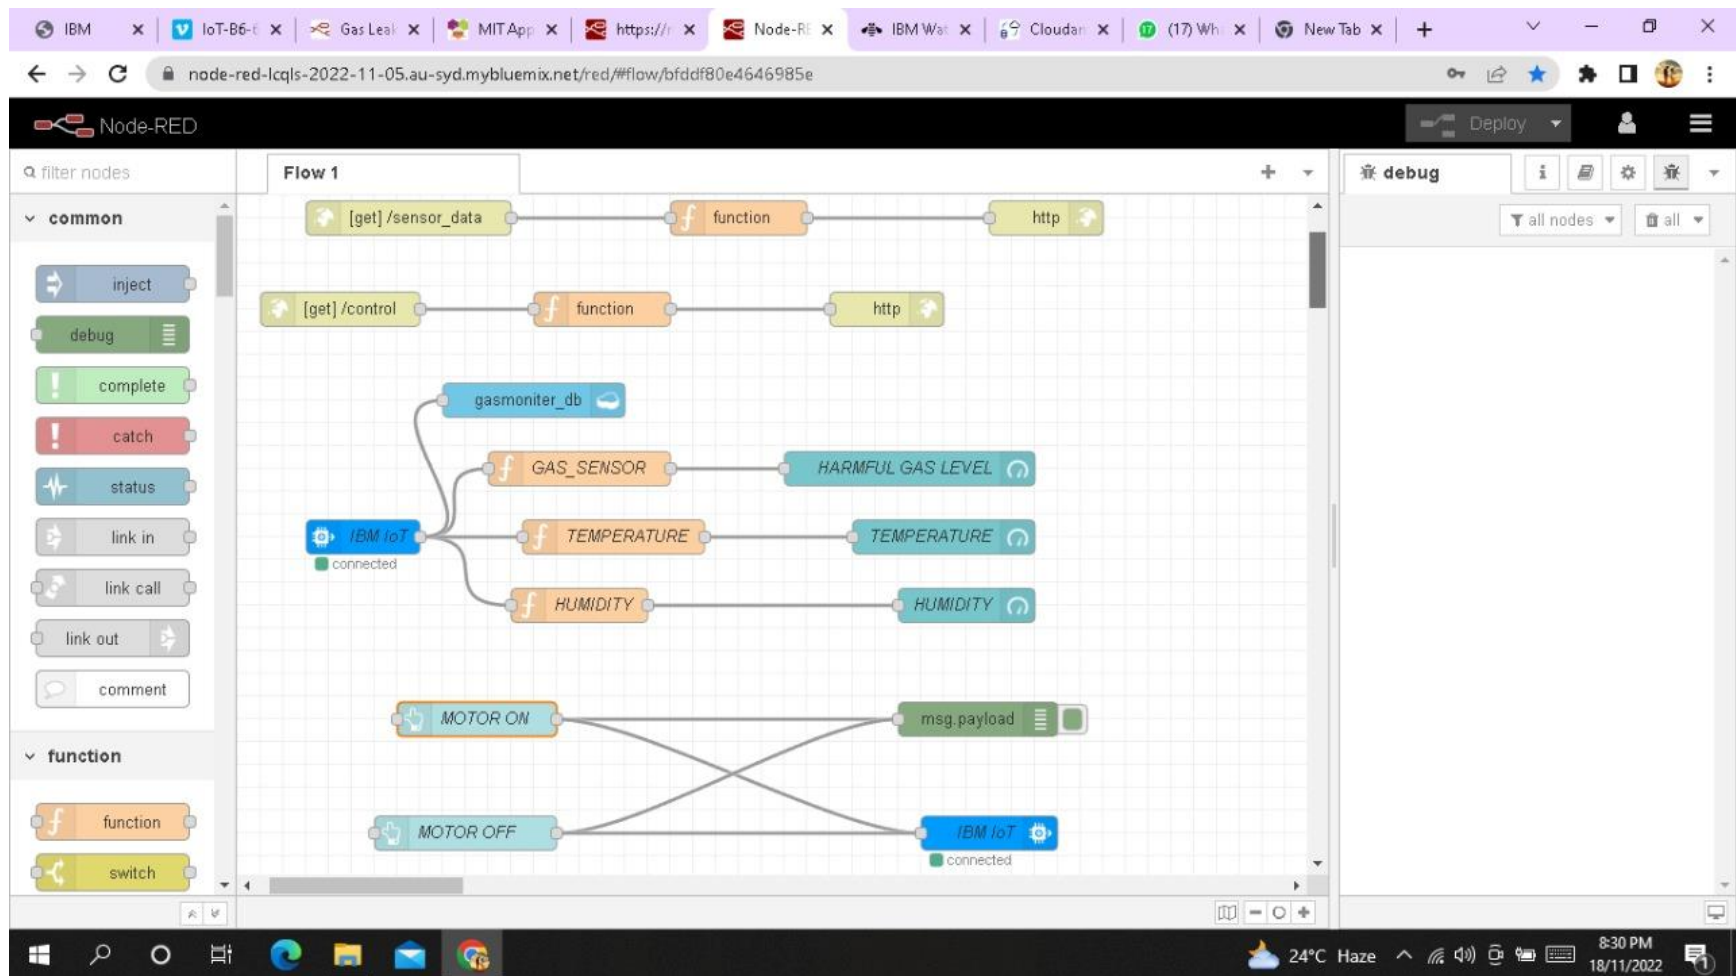 IBM
IoT-B6-6
Gas Leak
MIT App
https://r
Node-RE
IBM Wat
Cloudan
(17) Wh
New Tab
node-red-lcqls-2022-11-05.au-syd.mybluemix.net/red/#flow/bfddf80e4646985e
Node-RED
Deploy
filter nodes
Flow 1
debug
common
[get] /sensor_data
function
http
all nodes
all
inject
[get] /control
function
http
debug
complete
gasmoniter_db
catch
GAS_SENSOR
HARMFUL GAS LEVEL
status
link in
IBM IoT
TEMPERATURE
TEMPERATURE
connected
link call
HUMIDITY
HUMIDITY
link out
comment
MOTOR ON
msg.payload
function
function
MOTOR OFF
IBM IoT
connected
switch
24°C Haze
8:30 PM
18/11/2022
1